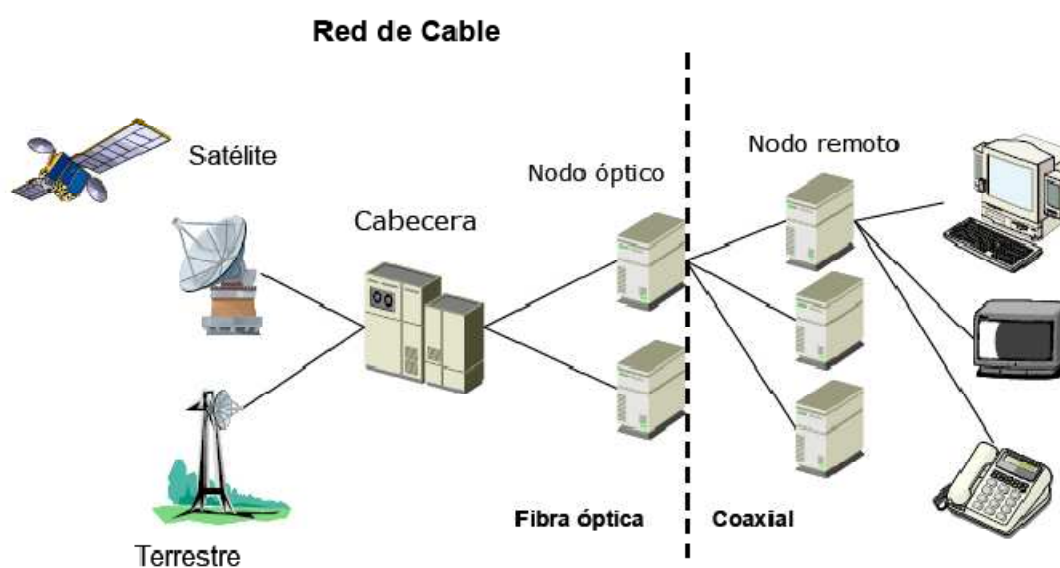 Red de Cable
Satélite
Nodo óptico
Nodo remoto
Cabecera
Fibra óptica
Coaxial
Terrestre